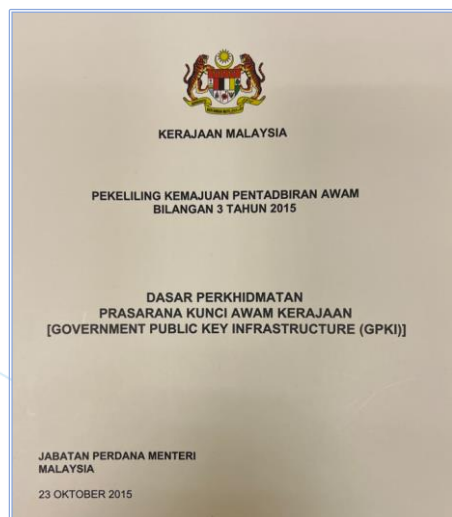 KERAJAAN MALAYSIA
PEKELILING KEMAJUAN PENTADBIRAN AWAM
BILANGAN 3 TAHUN 2015
DASAR PERKHIDMATAN
PRASARANA KUNCI AWAM KERAJAAN
[GOVERNMENT PUBLIC KEY INFRASTRUCTURE (GPKI)]
JABATAN PERDANA MENTERI
MALAYSIA
23 OKTOBER 2015